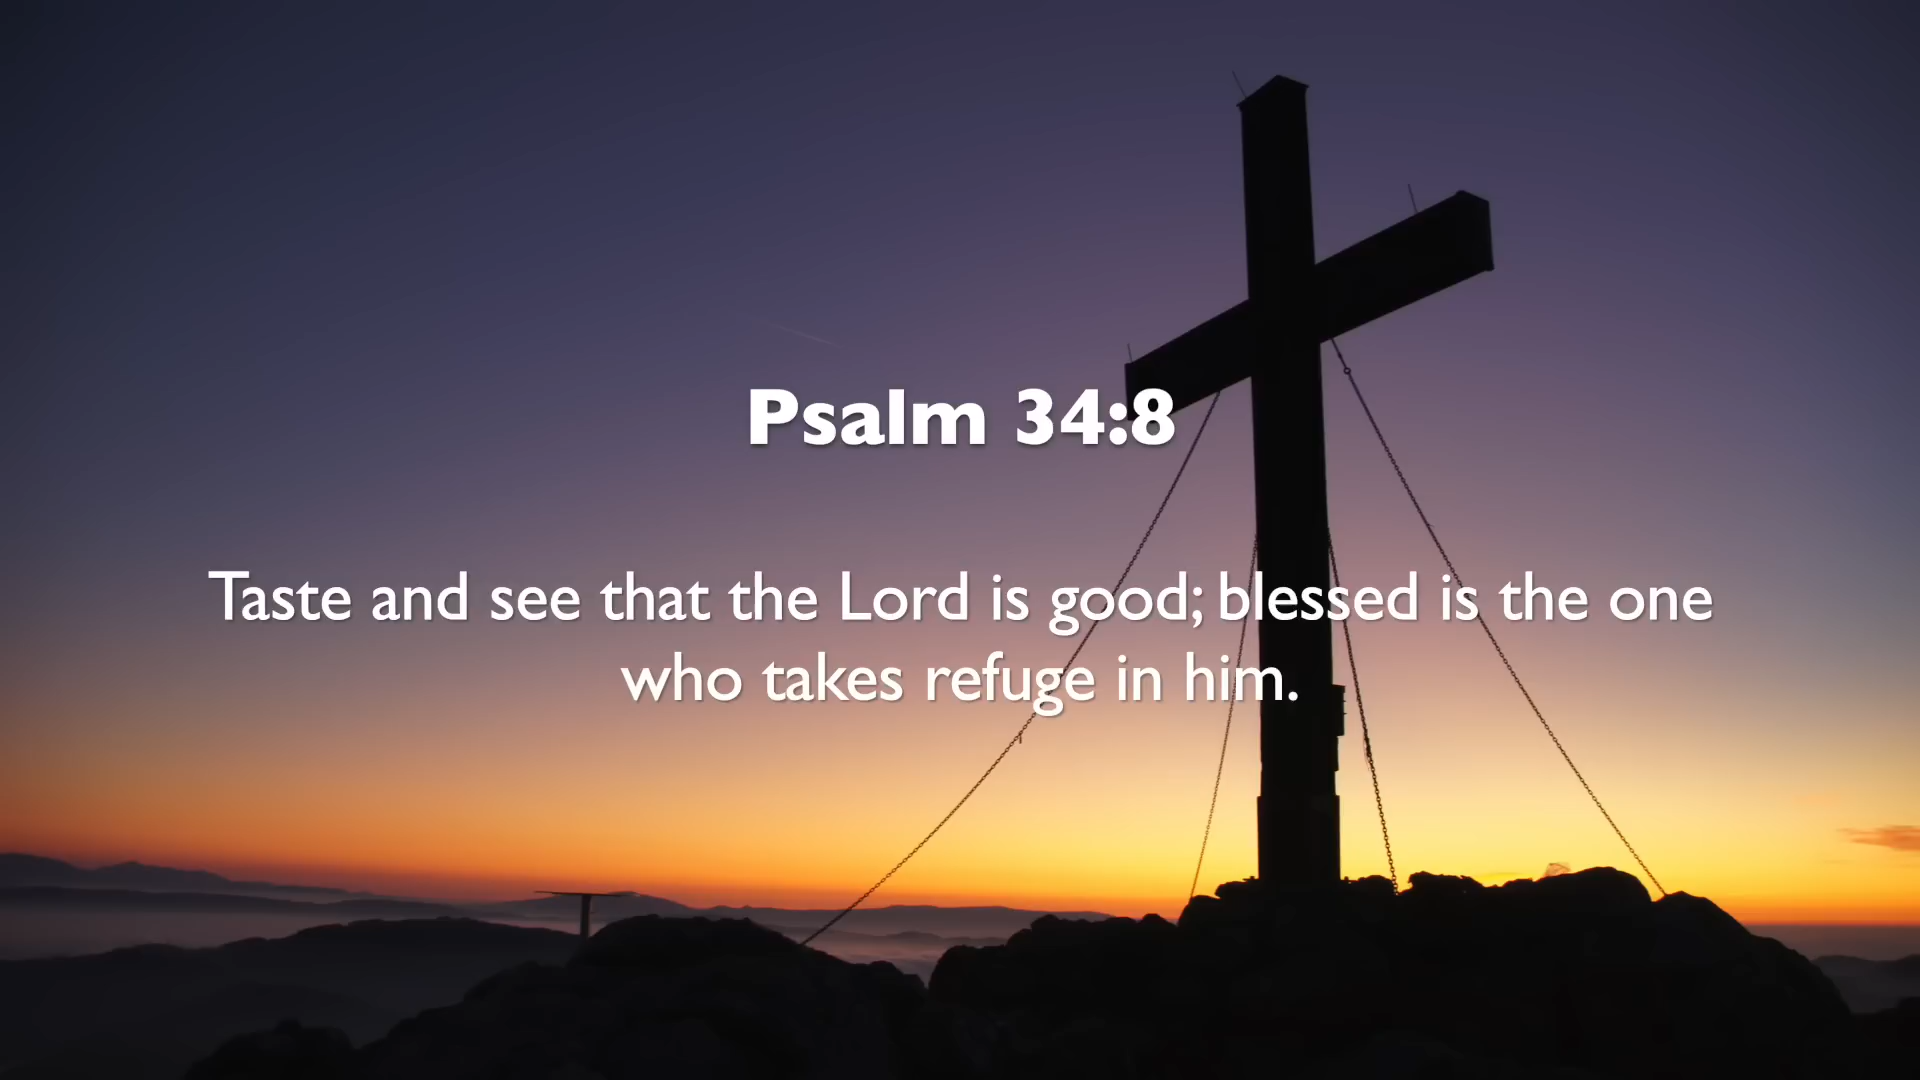 Psalm 34:8
Taste and see that the Lord is good; blessed is the one
who takes refuge in him.